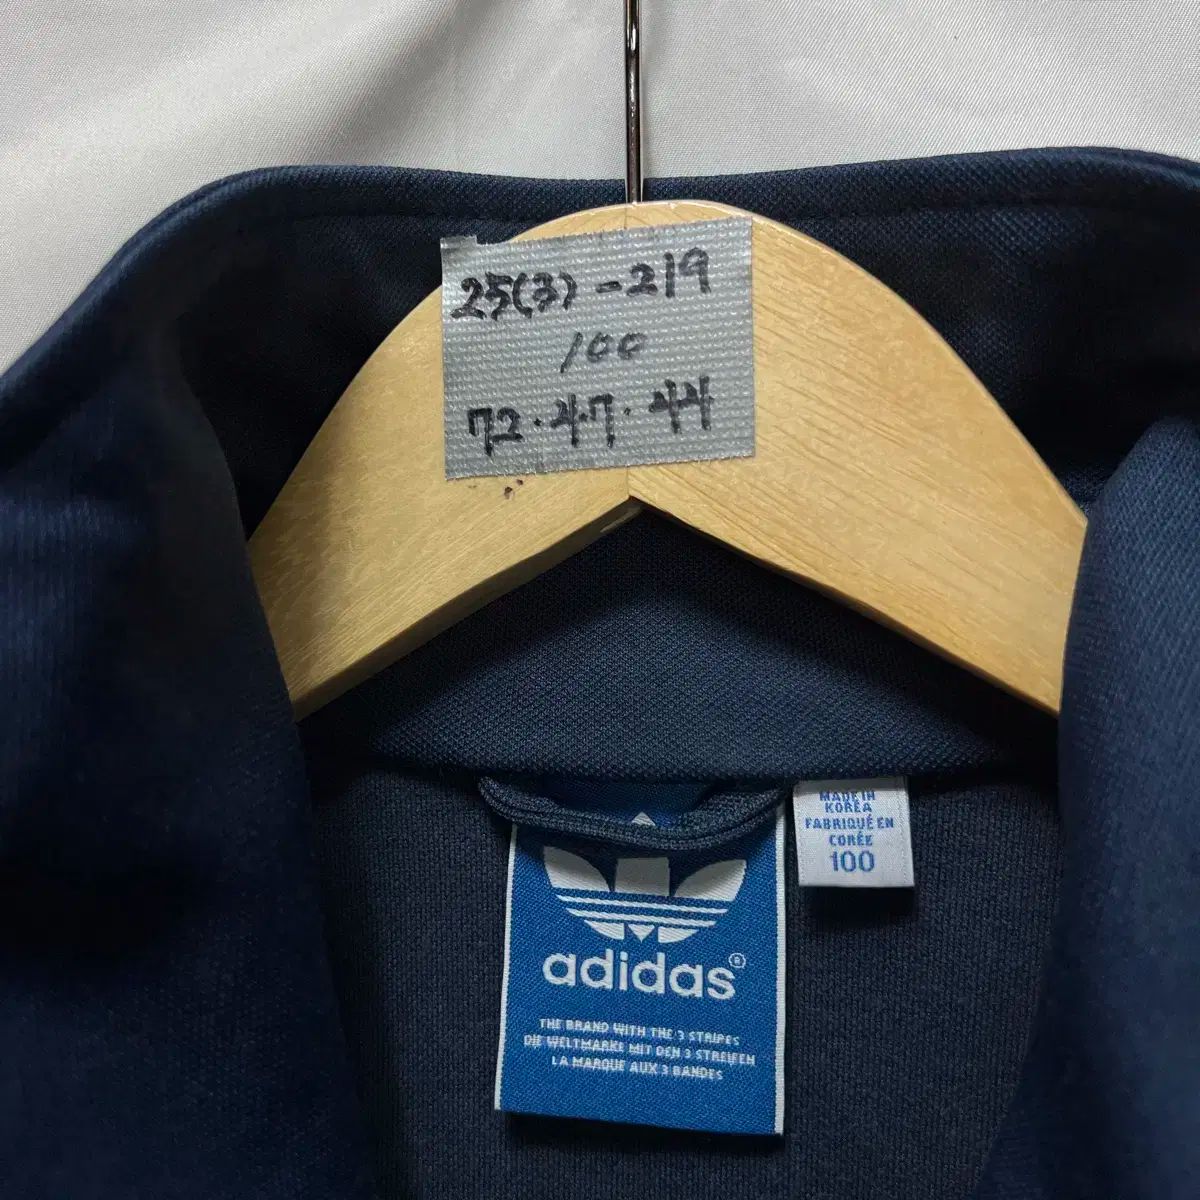 25(3)-219
100
72·47·44
MADE IN
KOREA
FABRIQUÉ EN
CORÉE
100
adidas®
THE BRAND WITH THE 3 STRIPES
DIE WELTMARKE MIT DEN 3 STREIFEN
LA MARQUE AUX 3 BANDES